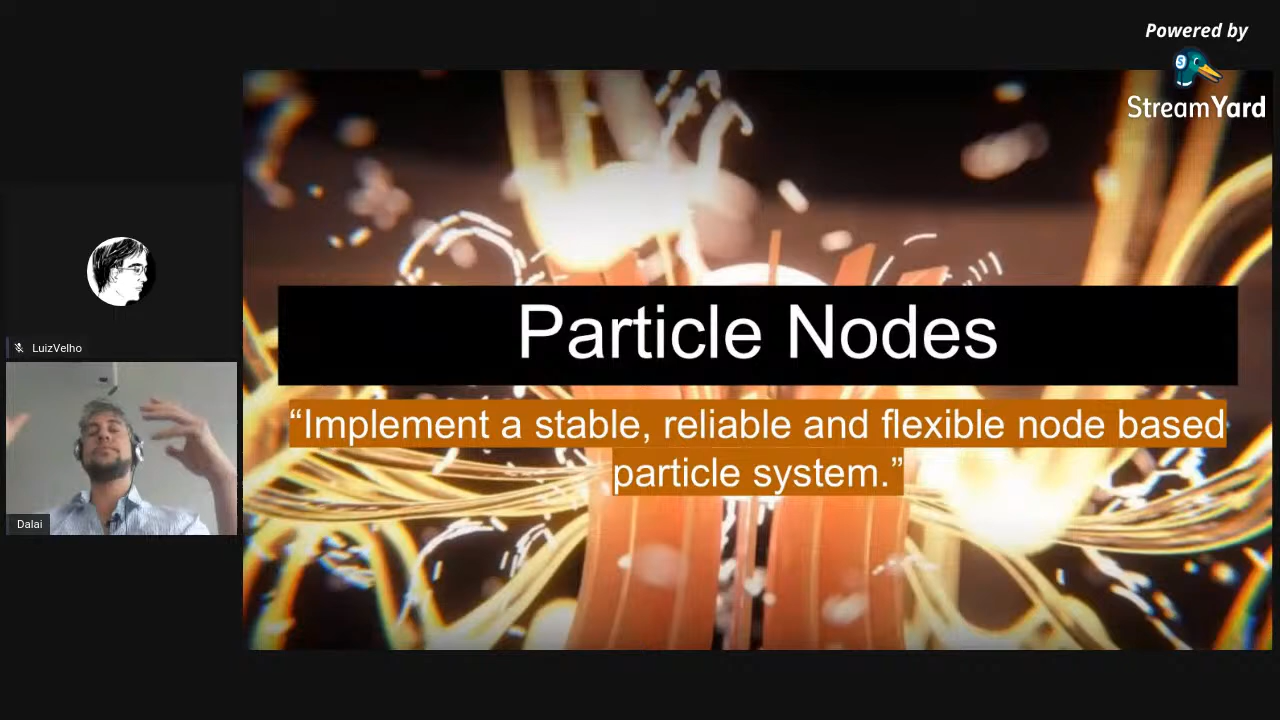 Powered by
StreamYard
Particle Nodes
“Implement a stable, reliable and flexible node based
particle system.”
LuizVelho
Dalai